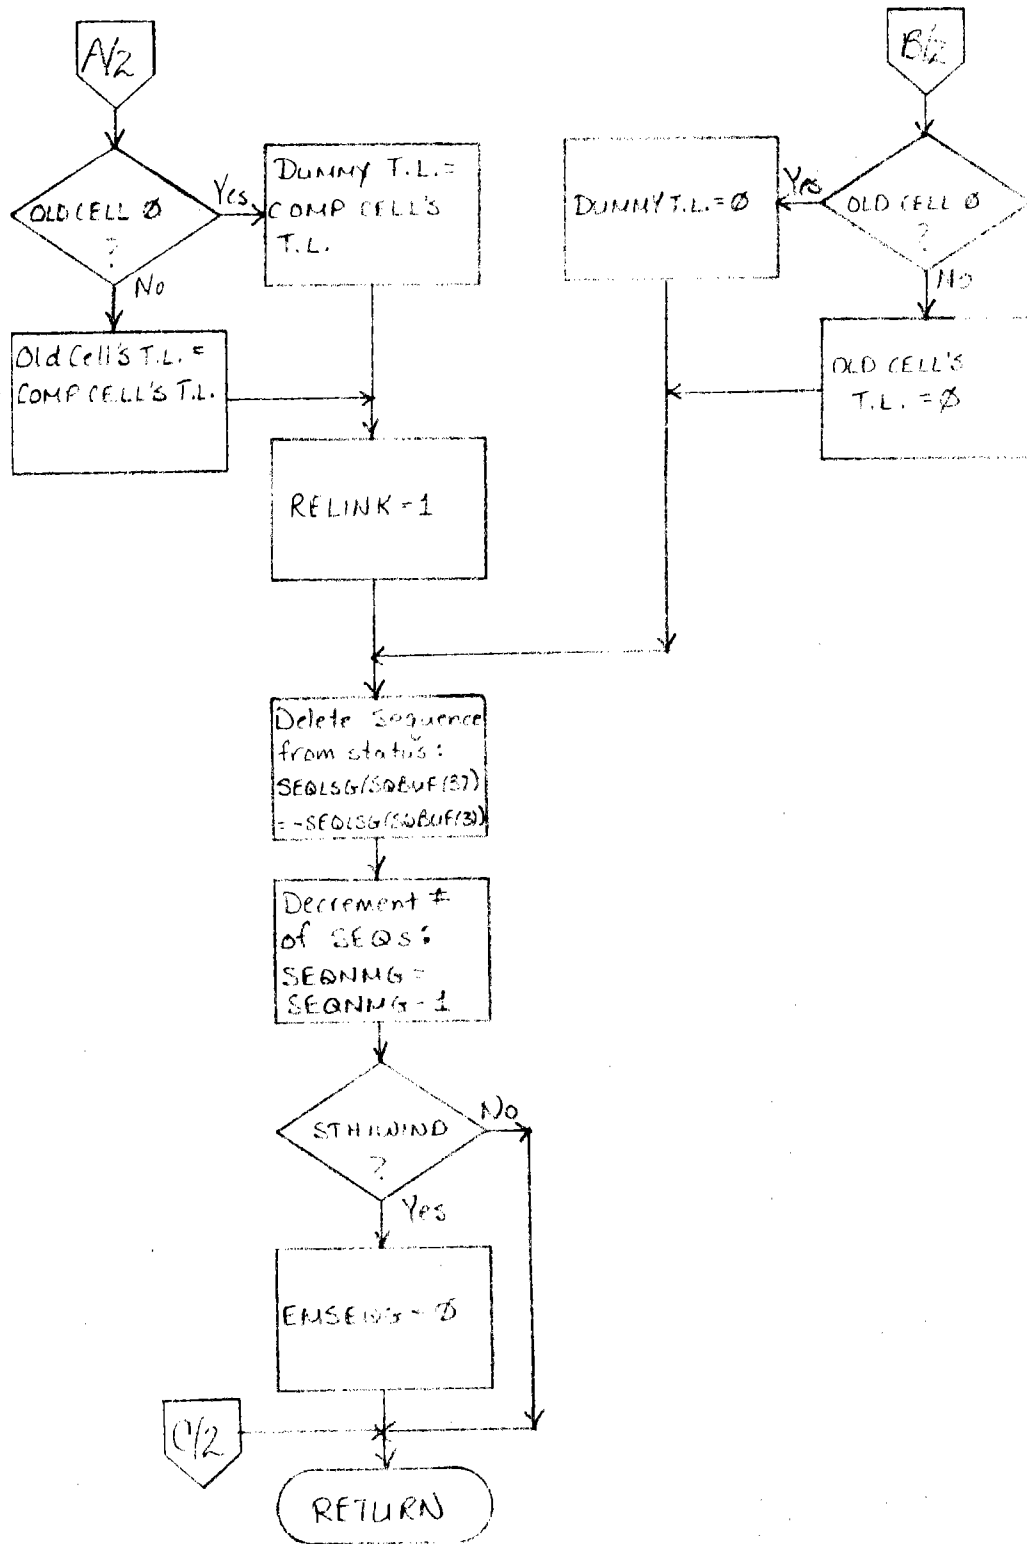 A/2
OLD CELL Ø
?
Yes
No
DUMMY T.L. =
COMP CELL'S
T.L.
Old Cell's T.L. =
COMP CELL'S T.L.
RELINK = 1
B/2
OLD CELL Ø
?
Yes
No
DUMMY T.L. = Ø
OLD CELL'S
T.L. = Ø
Delete Sequence
from status:
SEQLSG(SQBUF(3))
= -SEQLSG(SQBUF(3))
Decrement #
of SEQS:
SEQNMG =
SEQNMG - 1
?
No
Yes
= Ø
C/2
RETURN